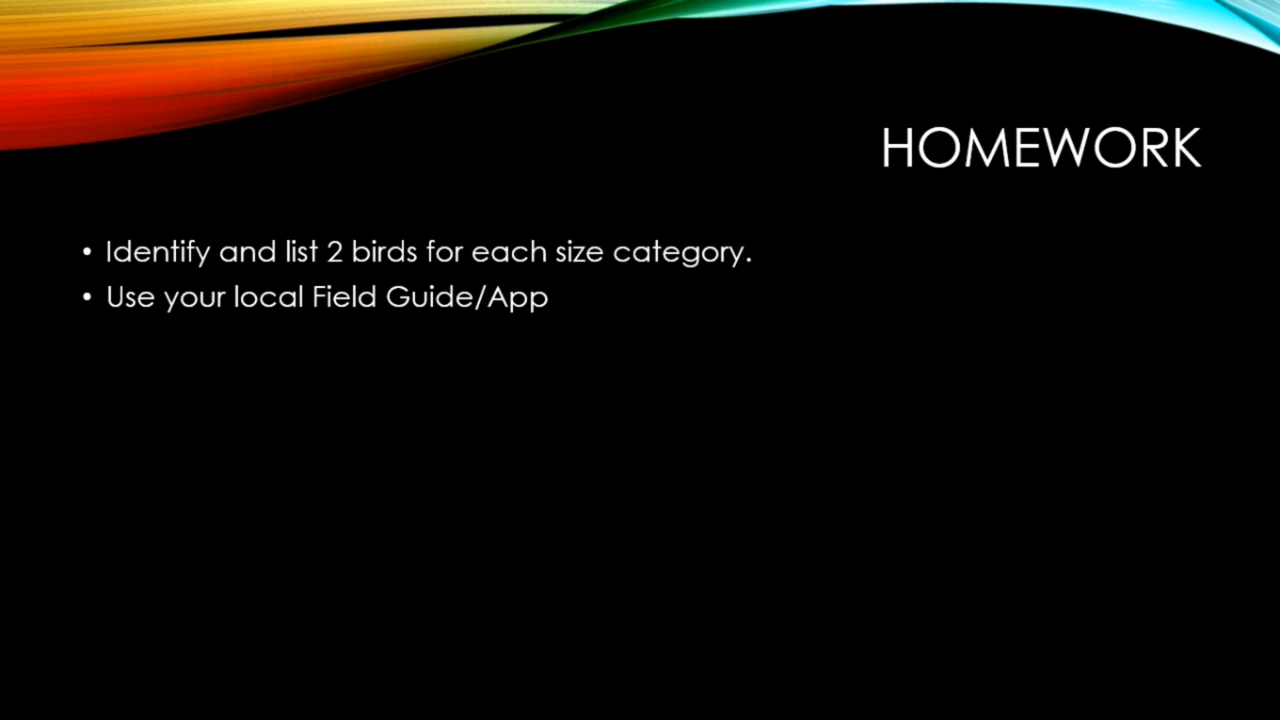 HOMEWORK
• Identify and list 2 birds for each size category.
• Use your local Field Guide/App